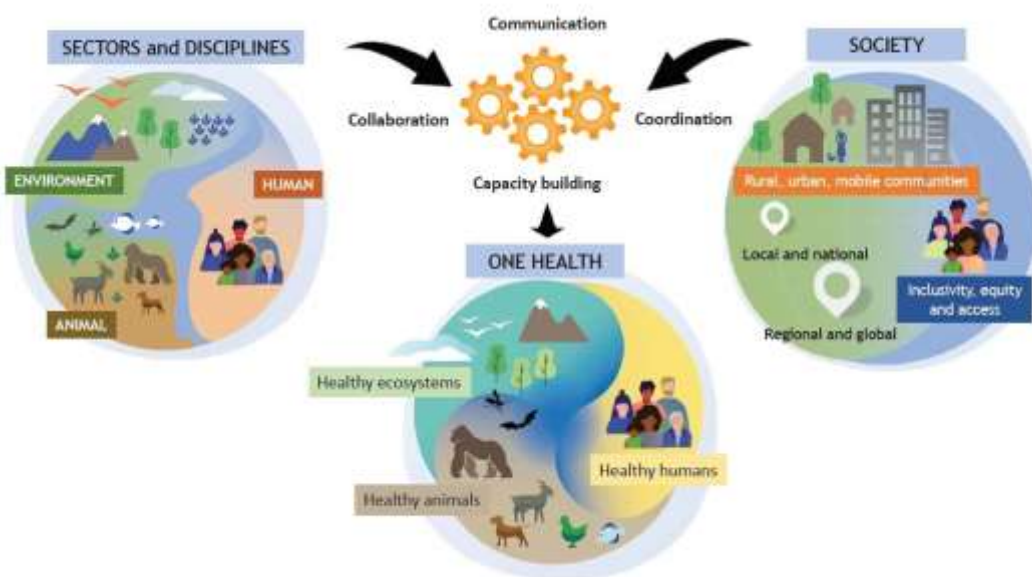 Communication
SECTORS and DISCIPLINES
SOCIETY
Collaboration
Coordination
ENVIRONMENT
HUMAN
Rural, urban, mobile communities
Capacity building
Local and national
ONE HEALTH
Inclusivity, equity
and access
ANIMAL
Regional and global
Healthy ecosystems
Healthy humans
Healthy animals